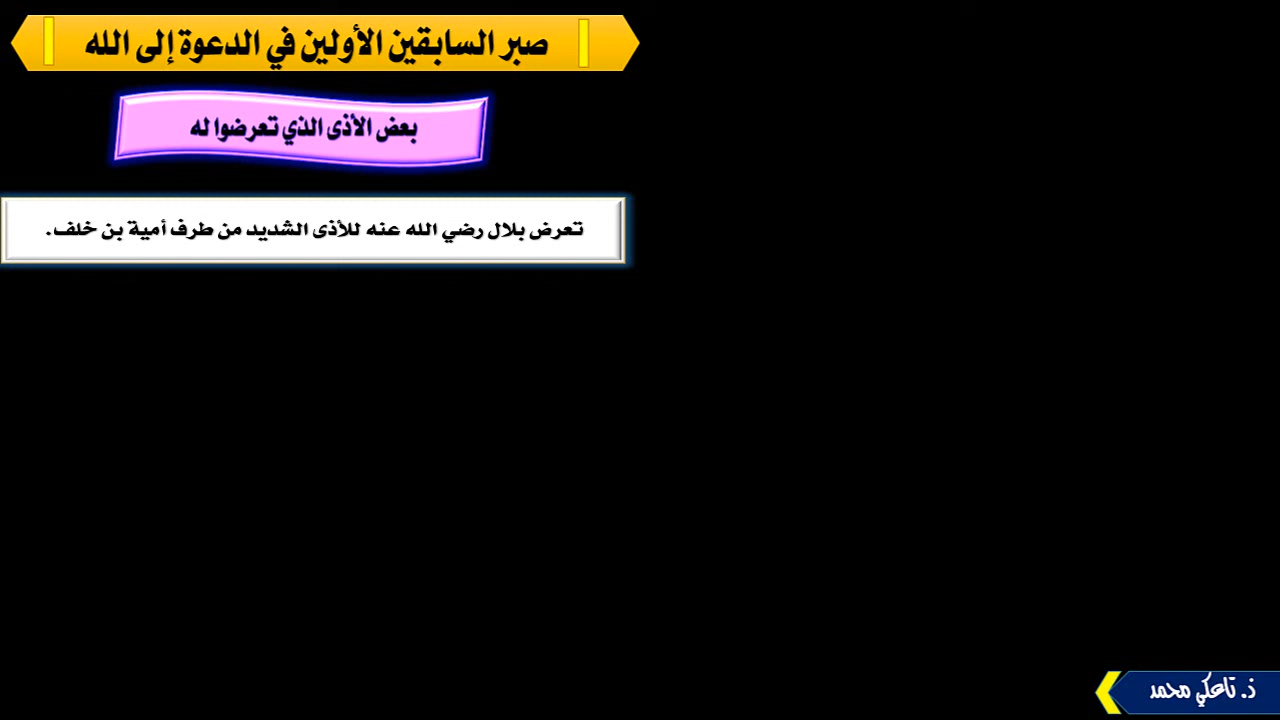 صبر السابقين الأولين في الدعوة إلى الله
بعض الأذى الذي تعرضوا له
تعرض بلال رضي الله عنه للأذى الشديد من طرف أمية بن خلف.
ذ. تاعكي محمد